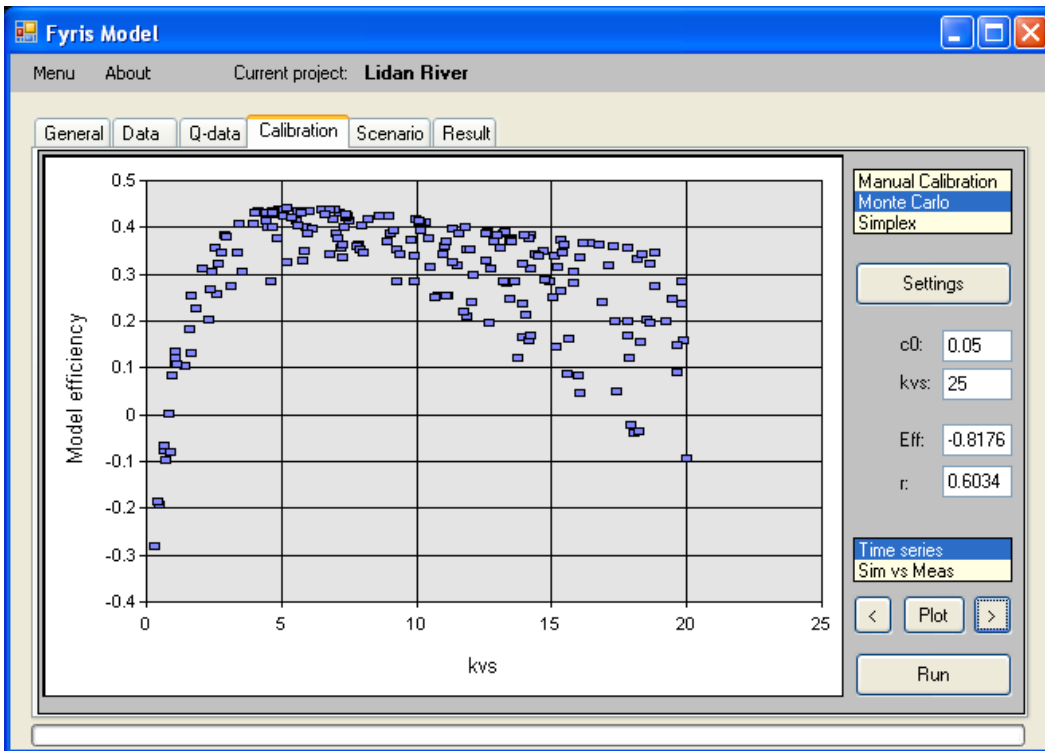 Fyris Model
Menu About Current project: Lidan River
General Data Q-data Calibration Scenario Result
Manual Calibration
Monte Carlo
Simplex
Settings
c0: 0.05
kvs: 25
Eff: -0.8176
r: 0.6034
Time series
Sim vs Meas
< Plot >
Run
Model efficiency
0.5
0.4
0.3
0.2
0.1
0
-0.1
-0.2
-0.3
-0.4
0 5 10 15 20 25
kvs